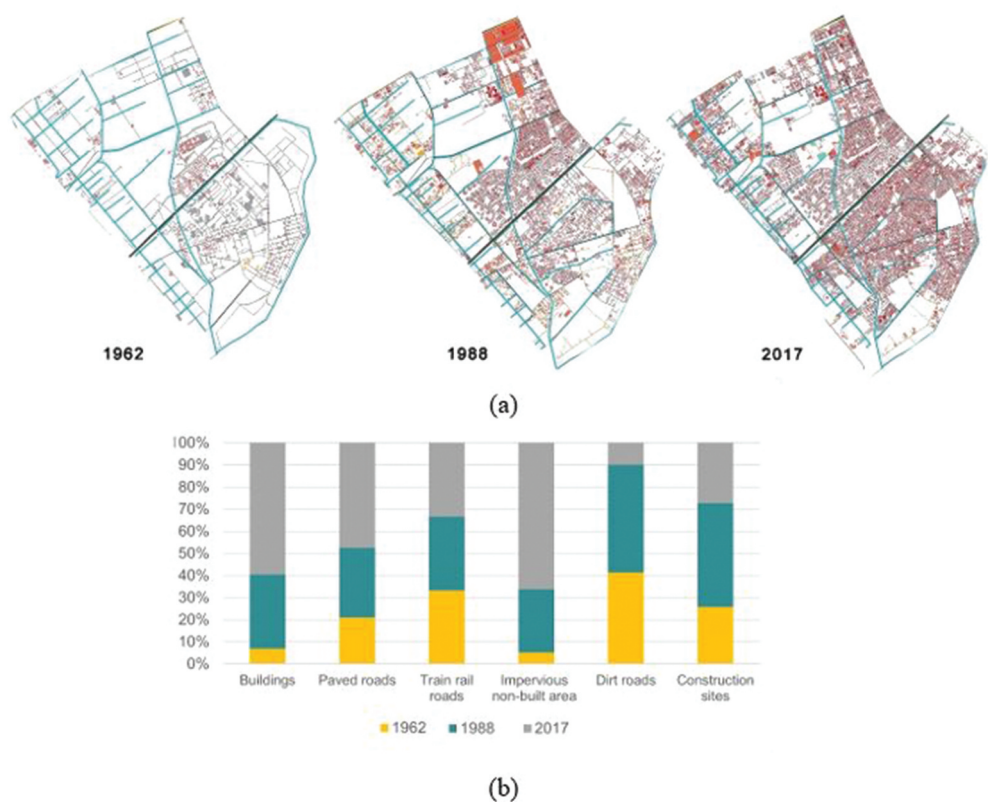 1962
1988
2017
(a)
100%
90%
80%
70%
60%
50%
40%
30%
20%
10%
0%
Buildings
Paved roads
Train rail
roads
Impervious
non-built area
Dirt roads
Construction
sites
1962
1988
2017
(b)